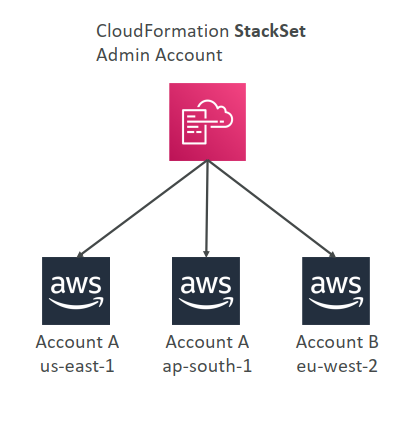 CloudFormation StackSet
Admin Account
aws
aws
aws
Account A
us-east-1
Account A
ap-south-1
Account B
eu-west-2